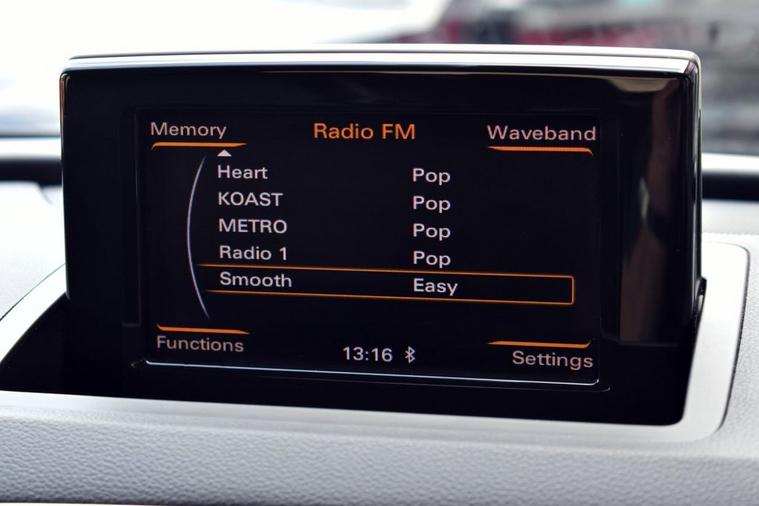 Memory Radio FM Waveband
Heart Pop
KOAST Pop
METRO Pop
Radio 1 Pop
Smooth Easy
Functions 13:16 Settings